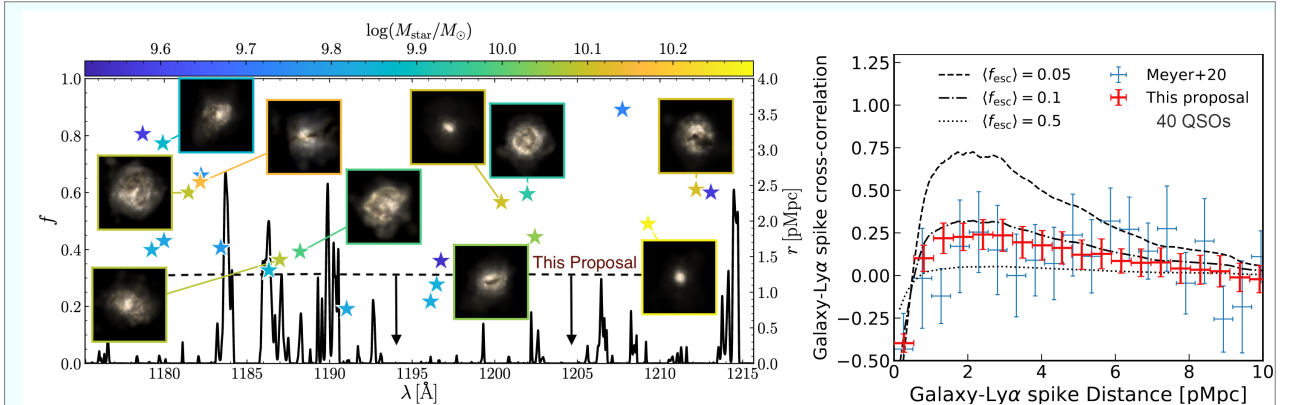 log(M_star/M_⊙)
9.6 9.7 9.8 9.9 10.0 10.1 10.2
1.0 0.8 0.6 0.4 0.2 0.0
f
4.0 3.5 3.0 2.5 2.0 1.5 1.0 0.5 0.0
r [pMpc]
This Proposal
1180 1185 1190 1195 1200 1205 1210 1215
λ [Å]
Galaxy-Lyα spike cross-correlation
1.25 1.00 0.75 0.50 0.25 0.00 −0.25 −0.50
⟨f_esc⟩ = 0.05
⟨f_esc⟩ = 0.1
⟨f_esc⟩ = 0.5
Meyer+20
This proposal
40 QSOs
0 2 4 6 8 10
Galaxy-Lyα spike Distance [pMpc]